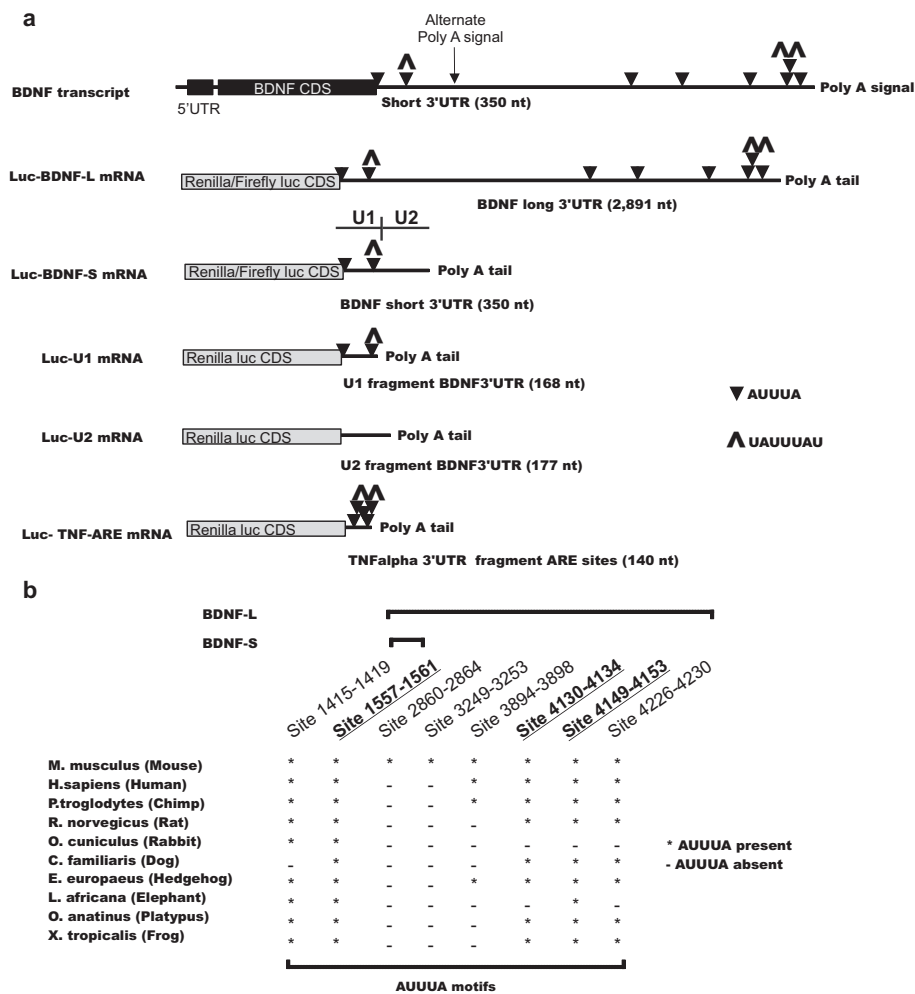 a
Alternate
Poly A signal
BDNF transcript
BDNF CDS
Poly A signal
5'UTR
Short 3'UTR (350 nt)
Luc-BDNF-L mRNA
Renilla/Firefly luc CDS
Poly A tail
BDNF long 3'UTR (2,891 nt)
U1 U2
Luc-BDNF-S mRNA
Renilla/Firefly luc CDS
Poly A tail
BDNF short 3'UTR (350 nt)
Luc-U1 mRNA
Renilla luc CDS
Poly A tail
U1 fragment BDNF3'UTR (168 nt)
AUUUA
Luc-U2 mRNA
Renilla luc CDS
Poly A tail
UAUUUAU
U2 fragment BDNF3'UTR (177 nt)
Luc- TNF-ARE mRNA
Renilla luc CDS
Poly A tail
TNFalpha 3'UTR fragment ARE sites (140 nt)
b
BDNF-L
BDNF-S
Site 1415-1419
Site 1557-1561
Site 2860-2864
Site 3249-3253
Site 3894-3898
Site 4130-4134
Site 4149-4153
Site 4226-4230
M. musculus (Mouse) * * * * * * * *
H.sapiens (Human) * * - - * * * *
P.troglodytes (Chimp) * * - - * * * *
R. norvegicus (Rat) * * - - - * * *
O. cuniculus (Rabbit) * * - - - - - -
C. familiaris (Dog) - * - - - * * *
E. europaeus (Hedgehog) * * - - * * * *
L. africana (Elephant) * * - - - - * -
O. anatinus (Platypus) * * - - - * * *
X. tropicalis (Frog) * * - - - * * *
* AUUUA present
- AUUUA absent
AUUUA motifs